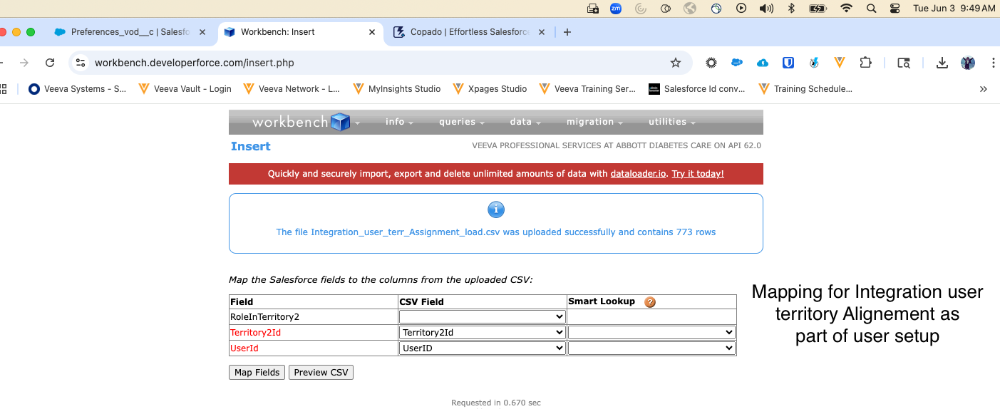 zm
Tue Jun 3 9:49 AM
Preferences_vod__c | Salesfo
Workbench: Insert
Copado | Effortless Salesforce
workbench.developerforce.com/insert.php
Veeva Systems - S...
Veeva Vault - Login
Veeva Network - L...
MyInsights Studio
Xpages Studio
Veeva Training Ser...
Salesforce Id conv...
Training Schedule...
workbench
info
queries
data
migration
utilities
Insert
VEEVA PROFESSIONAL SERVICES AT ABBOTT DIABETES CARE ON API 62.0
Quickly and securely import, export and delete unlimited amounts of data with dataloader.io. Try it today!
The file Integration_user_terr_Assignment_load.csv was uploaded successfully and contains 773 rows
Map the Salesforce fields to the columns from the uploaded CSV:
Field CSV Field Smart Lookup ?
RoleInTerritory2
Territory2Id Territory2Id
UserId UserID
Map Fields Preview CSV
Mapping for Integration user
territory Alignement as
part of user setup
Requested in 0.670 sec